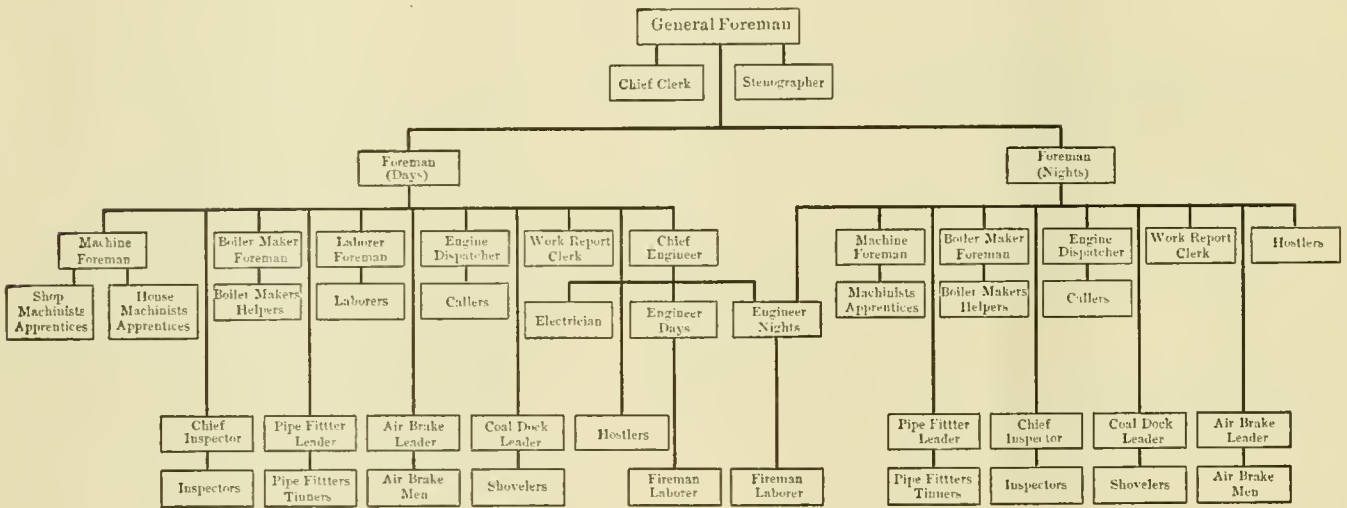 General Foreman
Chief Clerk
Stenographer
Foreman
(Days)
Foreman
(Nights)
Machine
Foreman
Boiler Maker
Foreman
Laborer
Foreman
Engine
Dispatcher
Work Report
Clerk
Chief
Engineer
Machine
Foreman
Boiler Maker
Foreman
Engine
Dispatcher
Work Report
Clerk
Hostlers
Shop
Machinists
Apprentices
House
Machinists
Apprentices
Boiler Makers
Helpers
Laborers
Callers
Electrician
Engineer
Days
Engineer
Nights
Machinists
Apprentices
Boiler Makers
Helpers
Callers
Chief
Inspector
Pipe Fittter
Leader
Air Brake
Leader
Coal Dock
Leader
Hostlers
Pipe Fittter
Leader
Chief
Inspector
Coal Dock
Leader
Air Brake
Leader
Inspectors
Pipe Fittters
Tinners
Air Brake
Men
Shovelers
Fireman
Laborer
Fireman
Laborer
Pipe Fittters
Tinners
Inspectors
Shovelers
Air Brake
Men